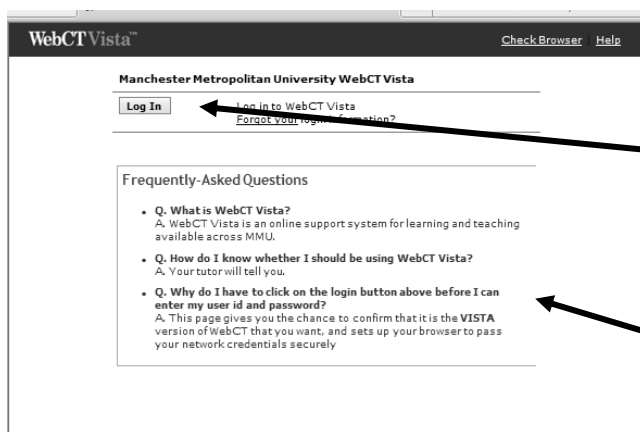 WebCT Vista™
Check Browser Help
Manchester Metropolitan University WebCT Vista
Log In
Log in to WebCT Vista
Forgot your login information?
Frequently-Asked Questions
• Q. What is WebCT Vista?
A. WebCT Vista is an online support system for learning and teaching
available across MMU.
• Q. How do I know whether I should be using WebCT Vista?
A. Your tutor will tell you.
• Q. Why do I have to click on the login button above before I can
enter my user id and password?
A. This page gives you the chance to confirm that it is the VISTA
version of WebCT that you want, and sets up your browser to pass
your network credentials securely